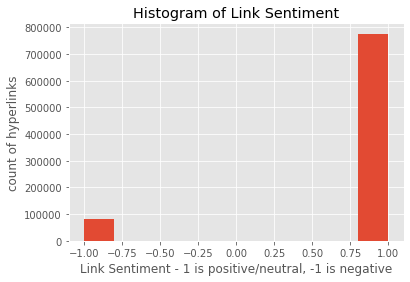 Histogram of Link Sentiment
800000
700000
600000
500000
400000
300000
200000
100000
0
count of hyperlinks
−1.00 −0.75 −0.50 −0.25 0.00 0.25 0.50 0.75 1.00
Link Sentiment - 1 is positive/neutral, -1 is negative